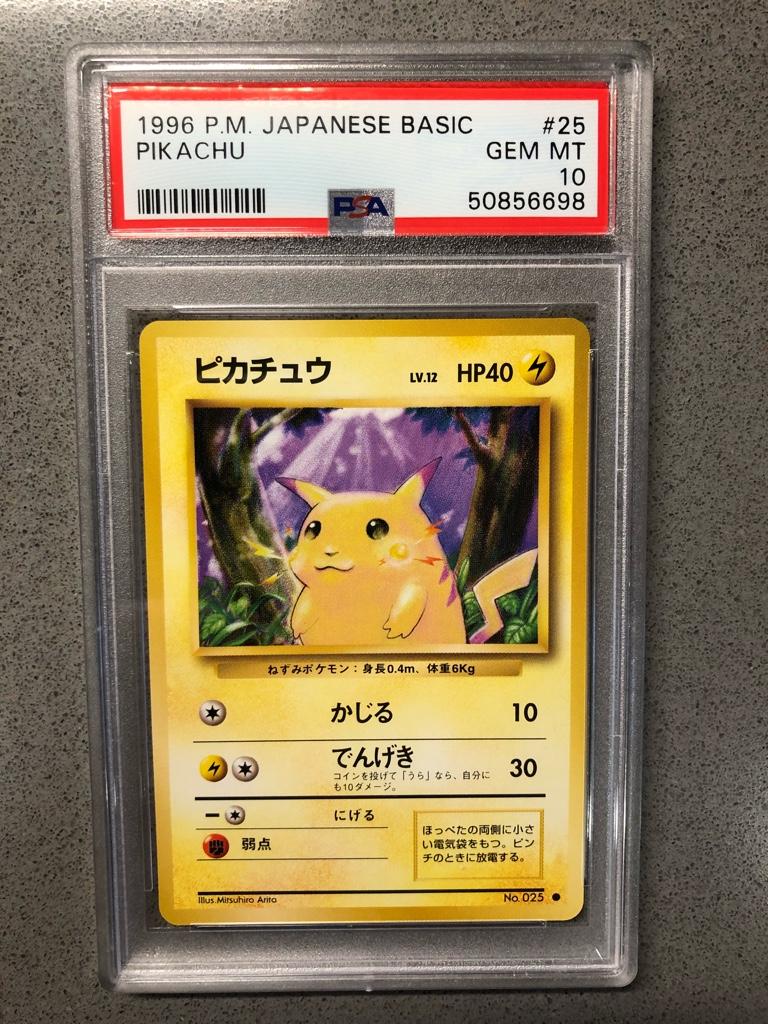 1996 P.M. JAPANESE BASIC #25
PIKACHU GEM MT
10
PSA 50856698
ピカチュウ LV.12 HP40
ねずみポケモン：身長0.4m、体重6Kg
かじる 10
でんげき 30
コインを投げて「うら」なら、自分に
も10ダメージ。
にげる
弱点
ほっぺたの両側に小さ
い電気袋をもつ。ピン
チのときに放電する。
Illus.Mitsuhiro Arita No.025